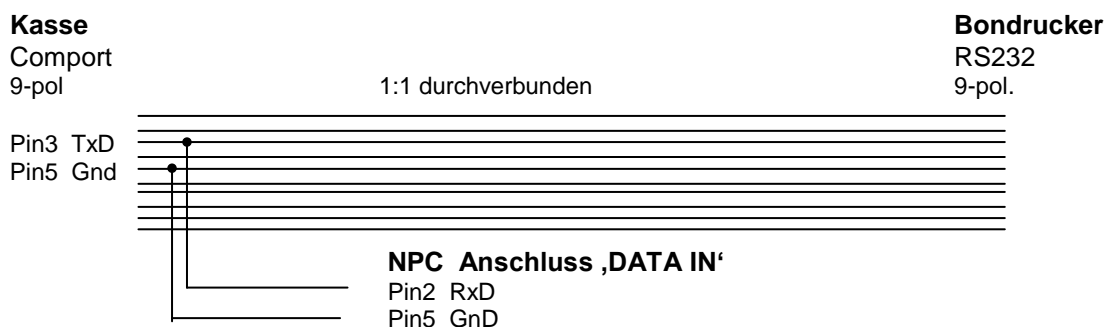 Kasse Bondrucker
Comport RS232
9-pol 1:1 durchverbunden 9-pol.
Pin3 TxD
Pin5 Gnd
NPC Anschluss ‚DATA IN‘
Pin2 RxD
Pin5 GnD